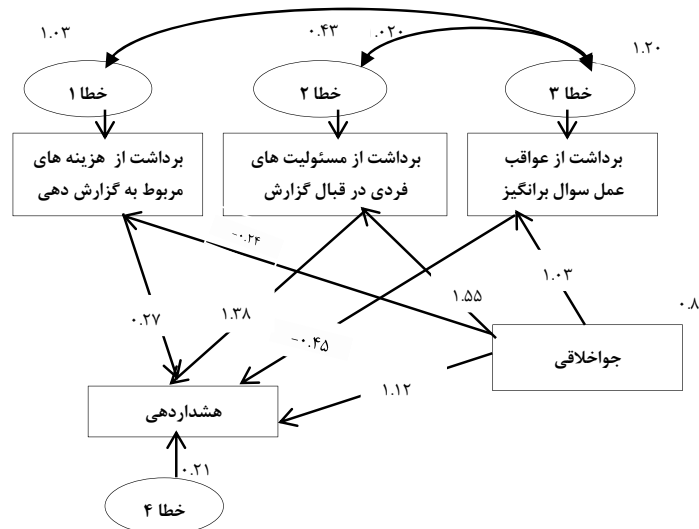 ۱.۰۳
۰.۴۳
.۰۲۰
۱.۲۰
خطا ۱
خطا ۲
خطا ۳
برداشت از هزینه های
مربوط به گزارش دهی
برداشت از مسئولیت های
فردی در قبال گزارش
برداشت از عواقب
عمل سوال برانگیز
-۰.۲۴
۰.۲۷
۱.۳۸
-۰.۴۵
۱.۵۵
۱.۰۳
۰.۸
جواخلاقی
۱.۱۲
هشداردهی
۰.۲۱
خطا ۴